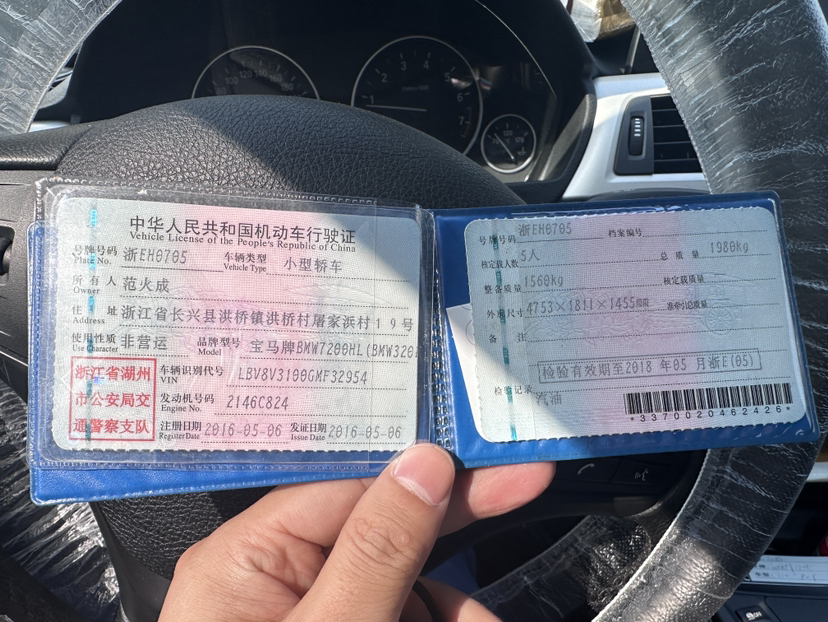 中华人民共和国机动车行驶证
Vehicle License of the People's Republic of China
号牌号码 浙EH0705 车辆类型 小型轿车
Plate No. Vehicle Type
所有人 范火成
Owner
住址 浙江省长兴县洪桥镇洪桥村屠家浜村19号
Address
使用性质 非营运 品牌型号 宝马牌BMW7200HL(BMW320
Use Character Model
浙江省湖州
市公安局交
通警察支队
车辆识别代号 LBV8V3100GMF32954
VIN
发动机号码 2146C824
Engine No.
注册日期 2016-05-06 发证日期 2016-05-06
Register Date Issue Date
号牌号码 浙EH0705 档案编号
核定载人数 5人 总质量 1980kg
整备质量 1560kg 核定载质量
外廓尺寸 4753×1811×1455 准牵引总质量
备注
检验有效期至2018年05月浙E(05)
检验记录
汽油
*3370020462426*
1 2 3 4 5 6 7